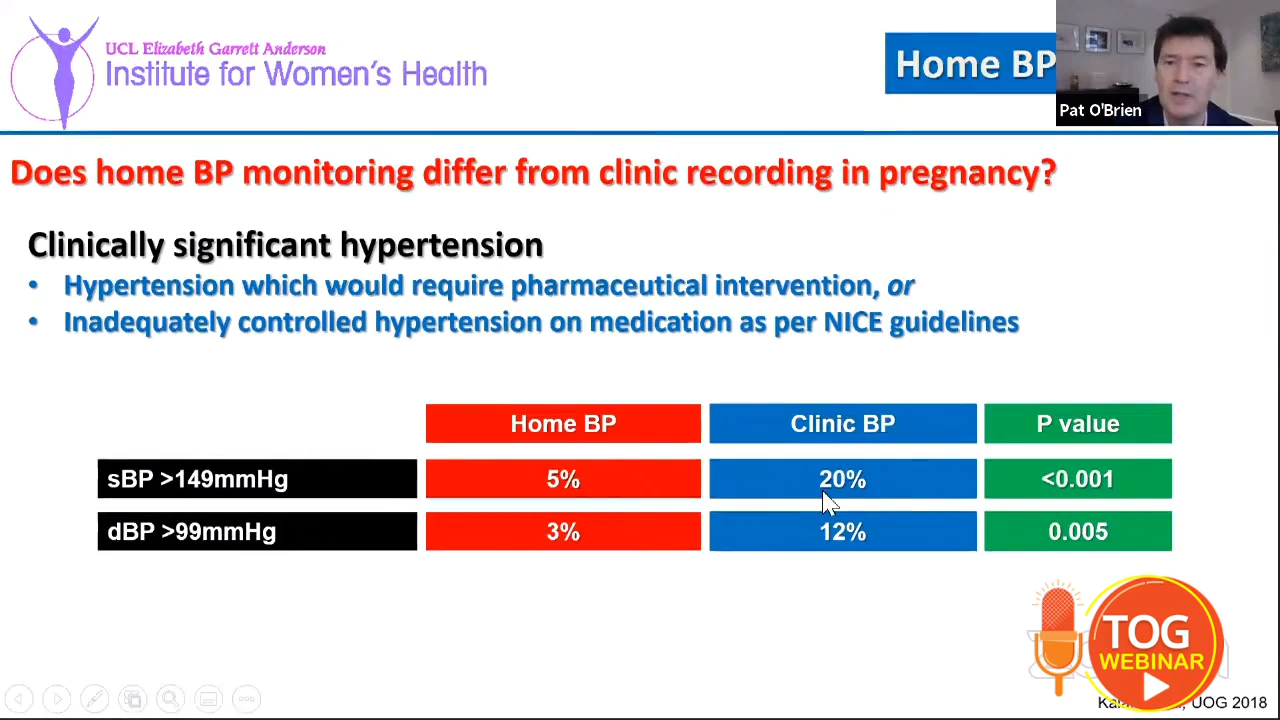 UCL Elizabeth Garrett Anderson
Institute for Women's Health
Home BP
Pat O'Brien
Does home BP monitoring differ from clinic recording in pregnancy?
Clinically significant hypertension
• Hypertension which would require pharmaceutical intervention, or
• Inadequately controlled hypertension on medication as per NICE guidelines
Home BP Clinic BP P value
sBP >149mmHg 5% 20% <0.001
dBP >99mmHg 3% 12% 0.005
TOG
WEBINAR
UOG 2018